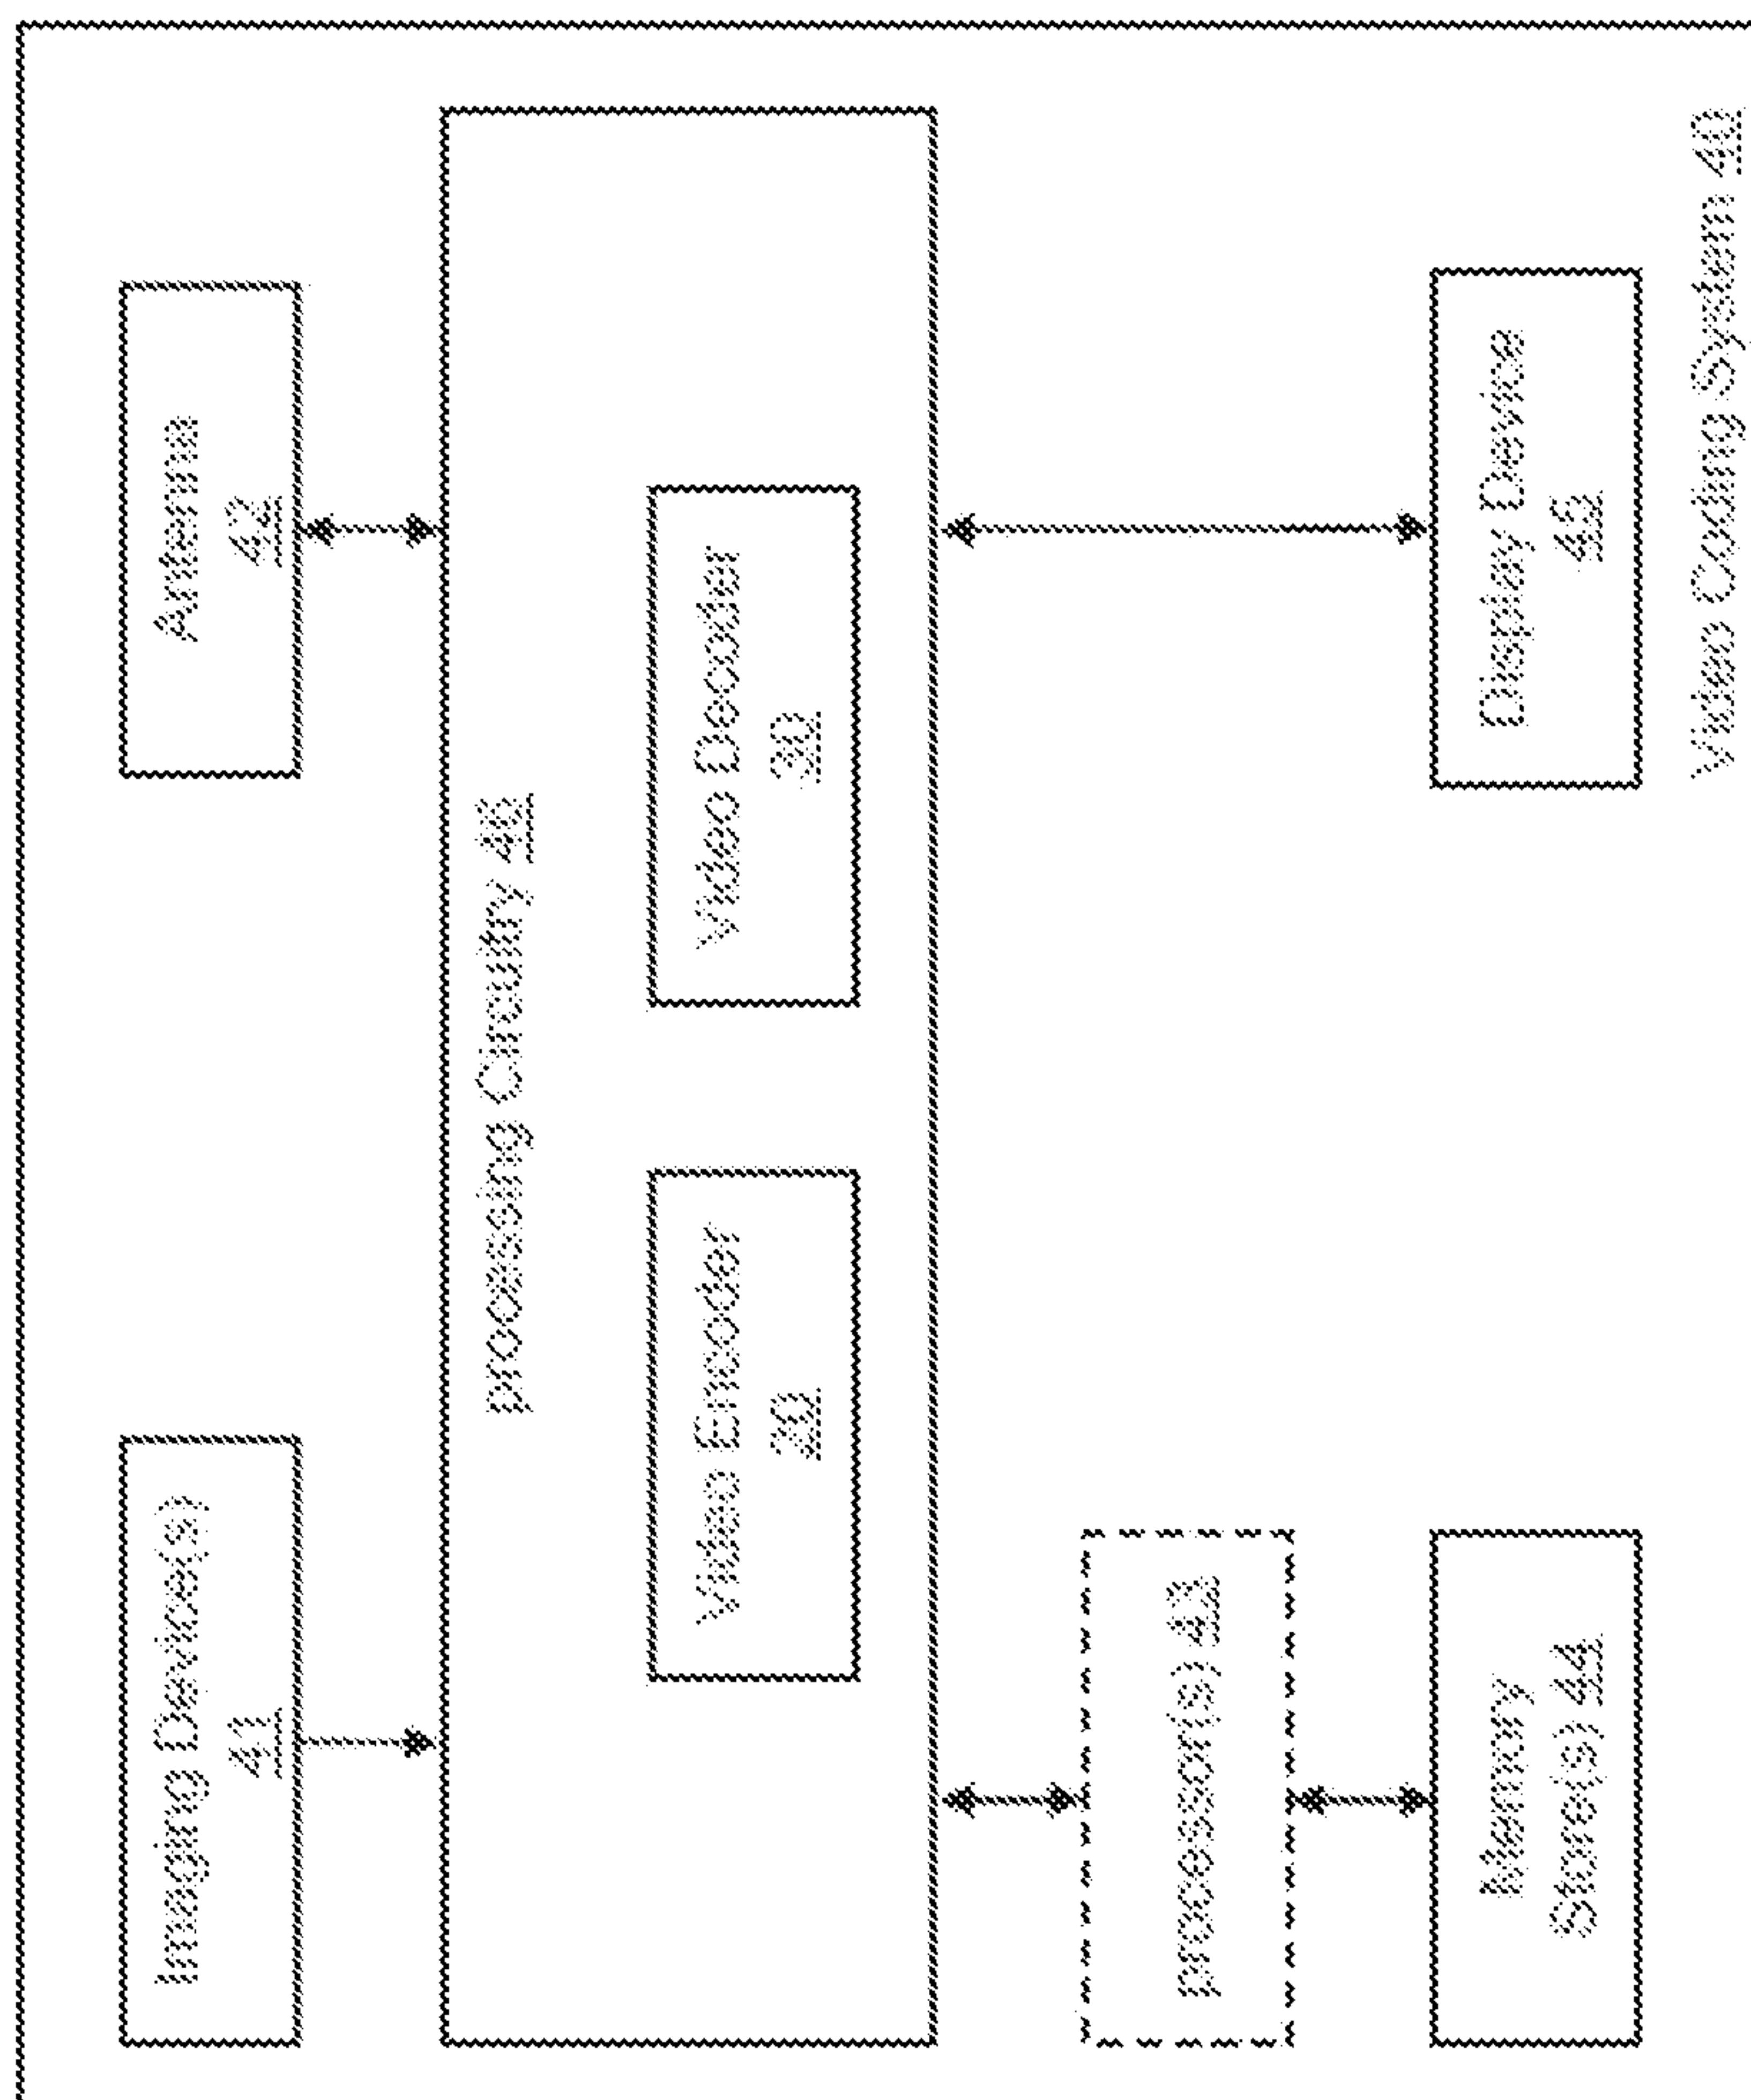 Imaging Device(s)
41
Antenna
42
processing Circuitry 46
Video Encoder
20
Video Decoder
30
processor(s) 43
Memory
Store(s) 44
Display Device
45
Video Coding System 40